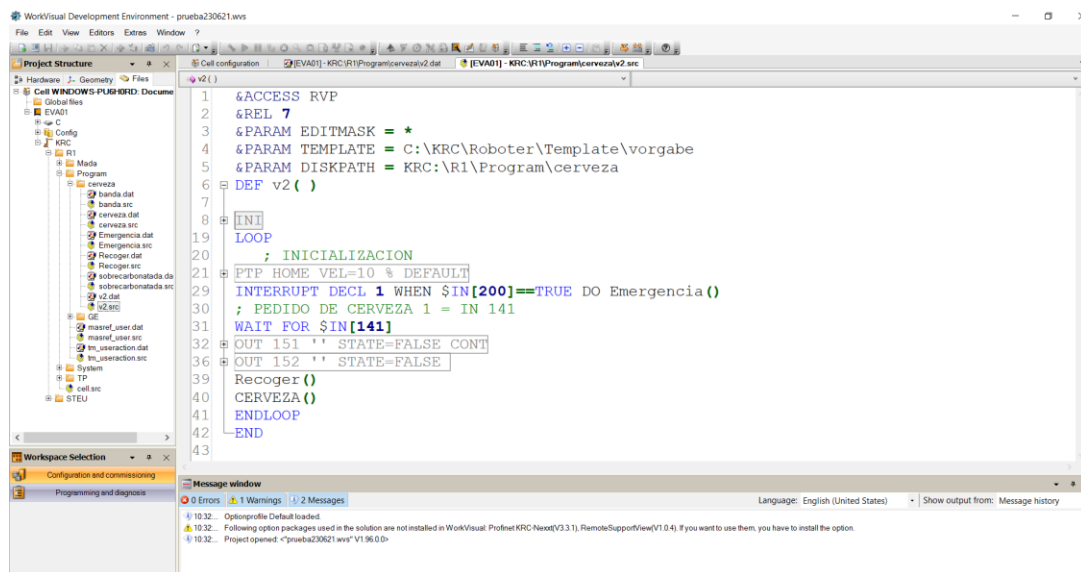 WorkVisual Development Environment - prueba230621.wvs
File Edit View Editors Extras Window ?
Project Structure
Cell configuration [EVA01] - KRC:\R1\Program\cerveza\v2.dat [EVA01] - KRC:\R1\Program\cerveza\v2.src
Hardware Geometry Files
v2 ( )
Cell WINDOWS-PU6H0RD: Docume
Global files
EVA01
C
Config
KRC
R1
Mada
Program
cerveza
banda.dat
banda.src
cerveza.dat
cerveza.src
Emergencia.dat
Emergencia.src
Recoger.dat
Recoger.src
sobrecarbonatada.da
sobrecarbonatada.src
v2.dat
v2.src
GE
masref_user.dat
masref_user.src
tm_useraction.dat
tm_useraction.src
System
TP
cell.src
STEU
1 &ACCESS RVP
2 &REL 7
3 &PARAM EDITMASK = *
4 &PARAM TEMPLATE = C:\KRC\Roboter\Template\vorgabe
5 &PARAM DISKPATH = KRC:\R1\Program\cerveza
6 DEF v2( )
7
8 INI
19 LOOP
20 ; INICIALIZACION
21 PTP HOME VEL=10 % DEFAULT
29 INTERRUPT DECL 1 WHEN $IN[200]==TRUE DO Emergencia()
30 ; PEDIDO DE CERVEZA 1 = IN 141
31 WAIT FOR $IN[141]
32 OUT 151 '' STATE=FALSE CONT
36 OUT 152 '' STATE=FALSE
39 Recoger()
40 CERVEZA()
41 ENDLOOP
42 END
43
Workspace Selection
Configuration and commissioning
Programming and diagnosis
Message window
0 Errors 1 Warnings 2 Messages Language: English (United States) Show output from: Message history
10:32... Optionprofile Default loaded.
10:32... Following option packages used in the solution are not installed in WorkVisual: Profinet KRC-Nexxt(V3.3.1), RemoteSupportView(V1.0.4). If you want to use them, you have to install the option.
10:32... Project opened: <"prueba230621.wvs" V1.96.0.0>